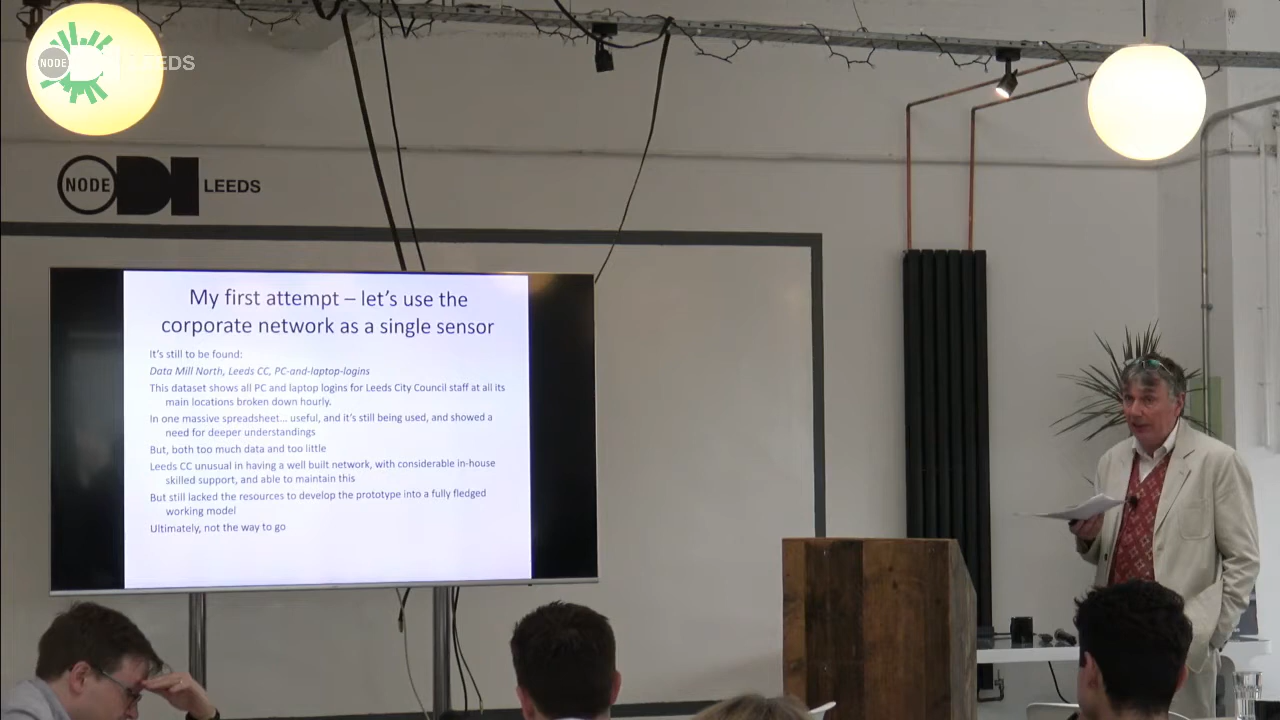 NODE
LEEDS
NODE
ODI
LEEDS
My first attempt – let's use the
corporate network as a single sensor
It's still to be found:
Data Mill North, Leeds CC, PC-and-laptop-logins
This dataset shows all PC and laptop logins for Leeds City Council staff at all its
main locations broken down hourly.
In one massive spreadsheet... useful, and it's still being used, and showed a
need for deeper understandings
But, both too much data and too little
Leeds CC unusual in having a well built network, with considerable in-house
skilled support, and able to maintain this
But still lacked the resources to develop the prototype into a fully fledged
working model
Ultimately, not the way to go